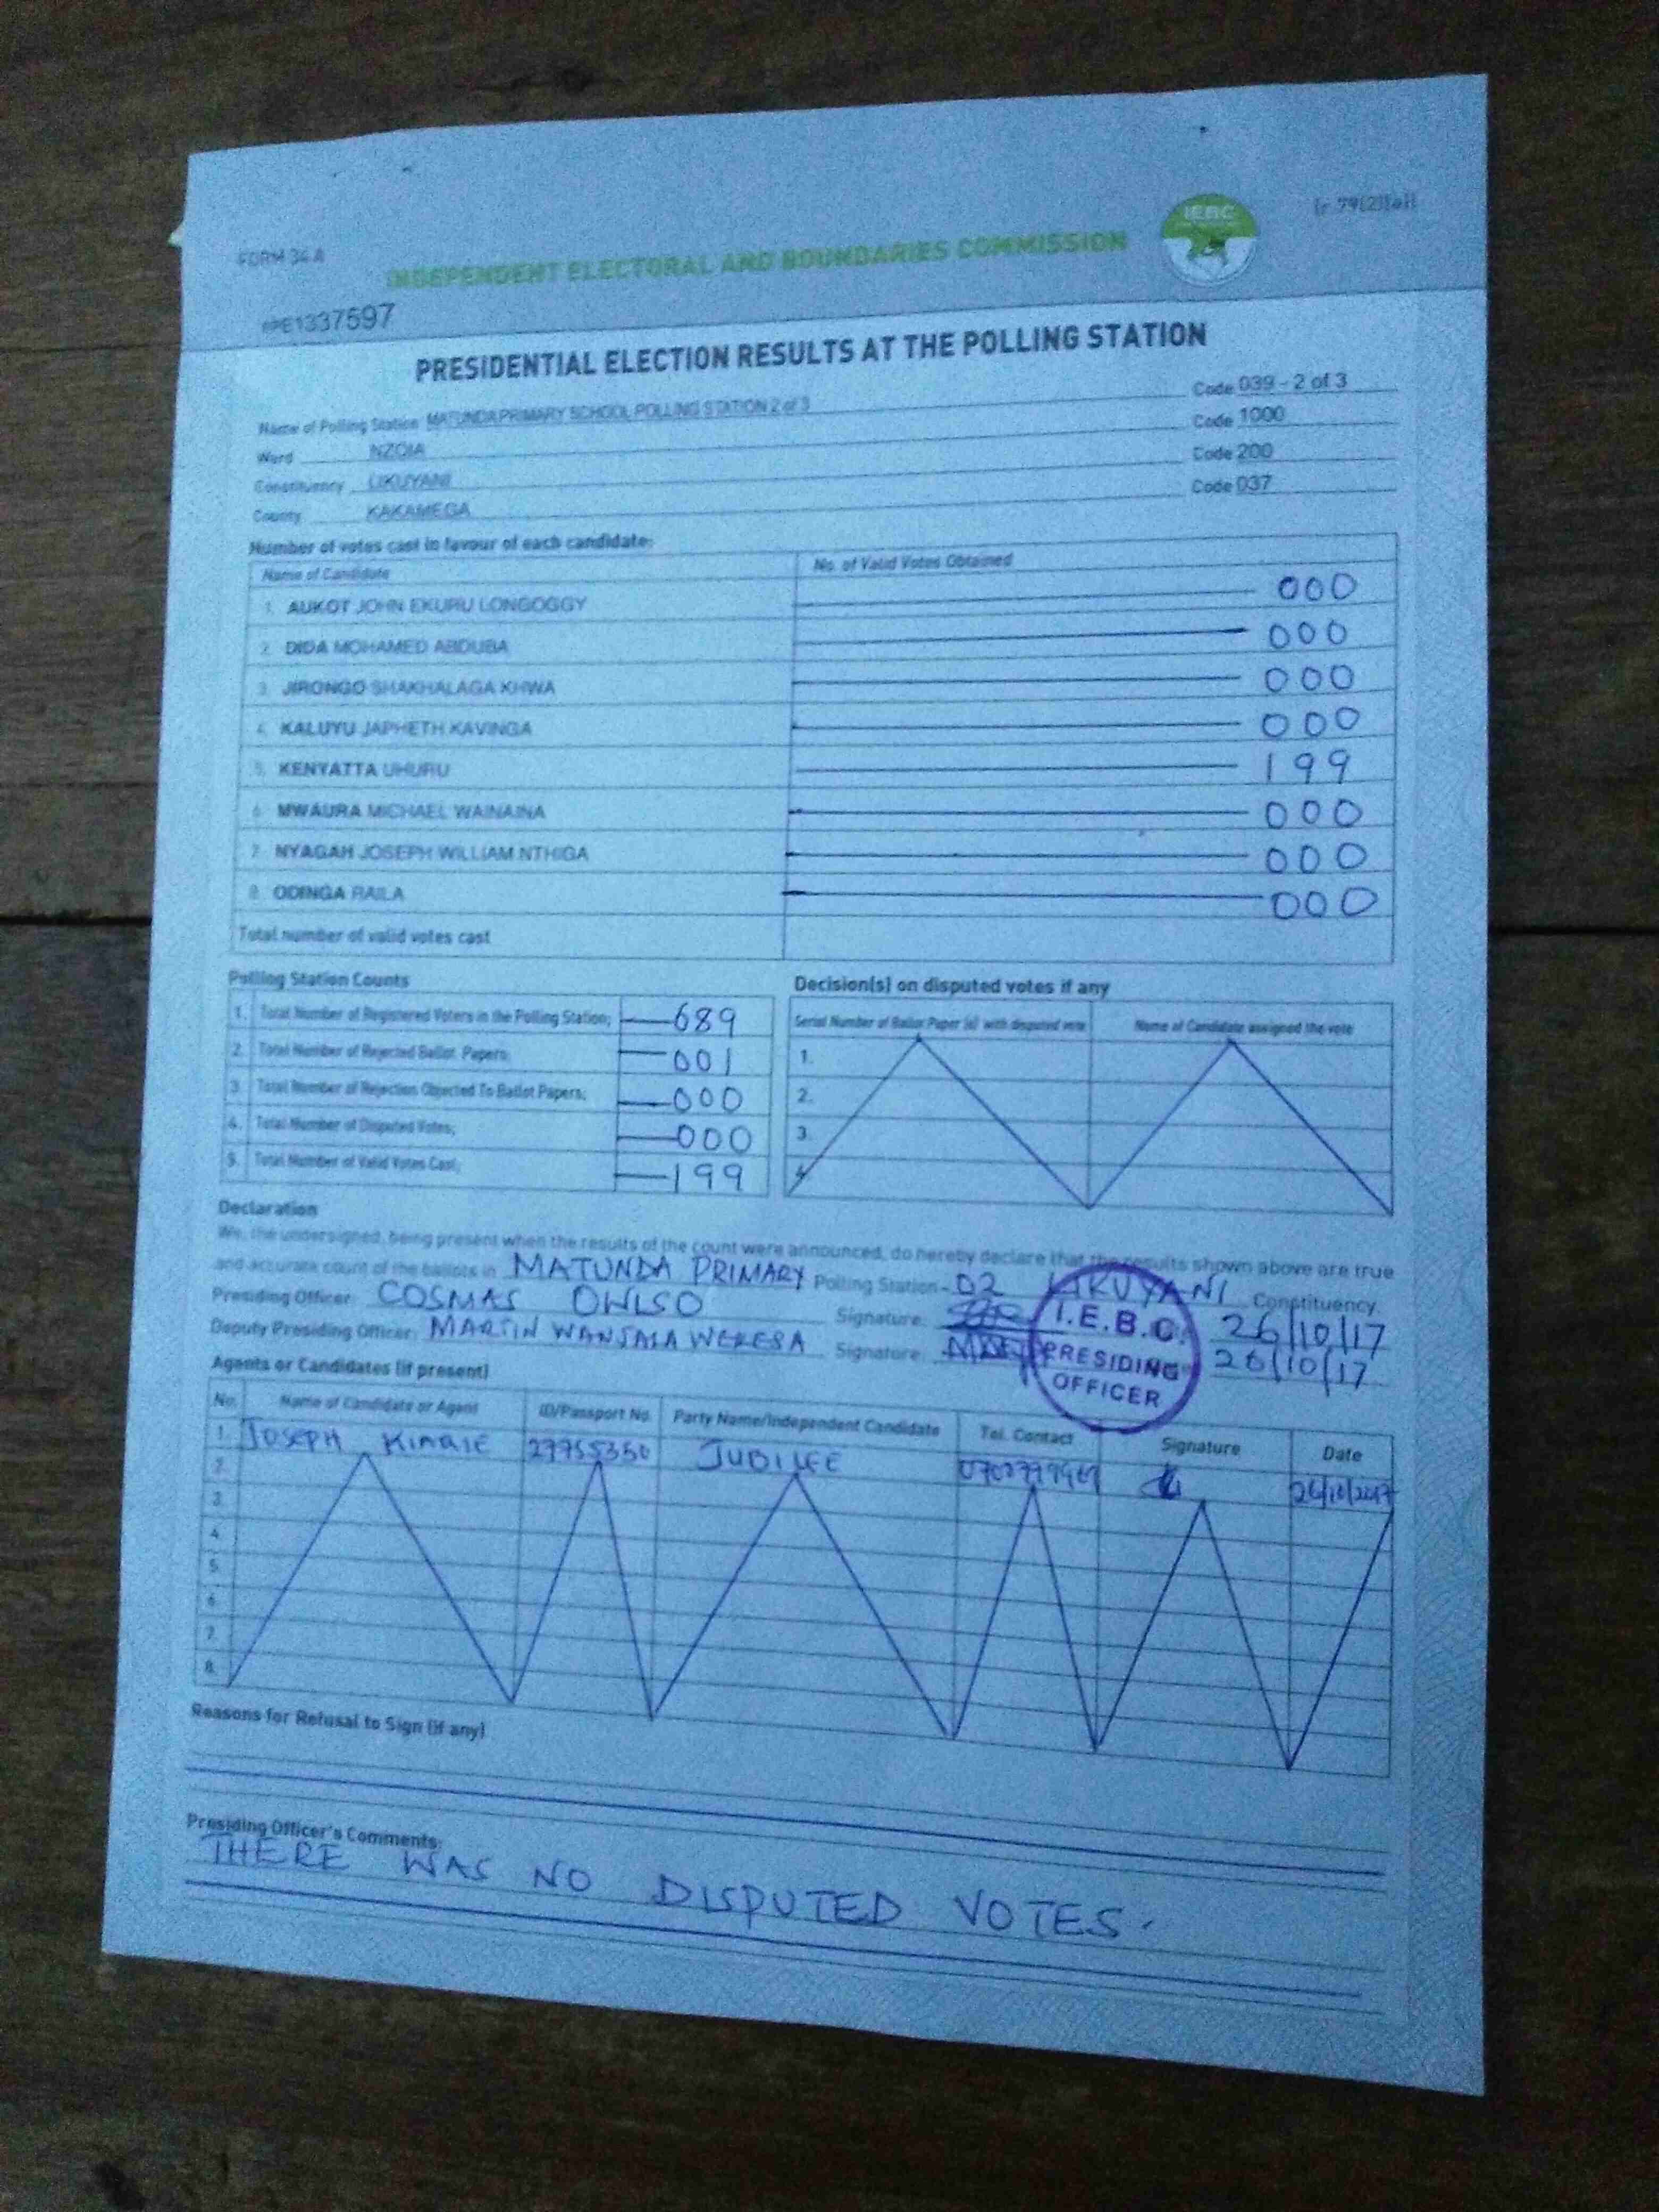 FORM 34A
INDEPENDENT ELECTORAL AND BOUNDARIES COMMISSION
IEBC
(r. 79(2)(a))
PE1337597
PRESIDENTIAL ELECTION RESULTS AT THE POLLING STATION
Name of Polling Station MATUNDA PRIMARY SCHOOL POLLING STATION 2 of 3 Code 039 - 2 of 3
Ward NZOIA Code 1000
Constituency LIKUYANI Code 200
County KAKAMEGA Code 037
Number of votes cast in favour of each candidate:
Name of Candidate No. of Valid Votes Obtained
1. AUKOT JOHN EKURU LONGOGGY 000
2. DIDA MOHAMED ABDUBA 000
3. JIRONGO SHAKHALAGA KHWA 000
4. KALUYU JAPHETH KAVINGA 000
5. KENYATTA UHURU 199
6. MWAURA MICHAEL WAINAINA 000
7. NYAGAH JOSEPH WILLIAM NTHIGA 000
8. ODINGA RAILA 000
Total number of valid votes cast
Polling Station Counts
1. Total Number of Registered Voters in the Polling Station; 689
2. Total Number of Rejected Ballot Papers; 001
3. Total Number of Rejection Objected To Ballot Papers; 000
4. Total Number of Disputed Votes; 000
5. Total Number of Valid Votes Cast; 199
Decision(s) on disputed votes if any
Serial Number of Ballot Paper (s) with disputed vote Name of Candidate assigned the vote
1.
2.
3.
4.
Declaration
We, the undersigned, being present when the results of the count were announced, do hereby declare that the results shown above are true
and accurate count of the ballots in MATUNDA PRIMARY Polling Station - 02 LIKUYANI Constituency.
Presiding Officer: COSMAS OWISO Signature: 26/10/17
Deputy Presiding Officer: MARTIN WANJALA WEKESA Signature: 26/10/17
I.E.B.C.
PRESIDING
OFFICER
Agents or Candidates (if present)
No. Name of Candidate or Agent ID/Passport No. Party Name/Independent Candidate Tel. Contact Signature Date
1. JOSEPH KIARIE 27955350 JUBILEE 26/10/2017
2.
3.
4.
5.
6.
7.
8.
Reasons for Refusal to Sign (if any)
Presiding Officer's Comments:
THERE WAS NO DISPUTED VOTES.